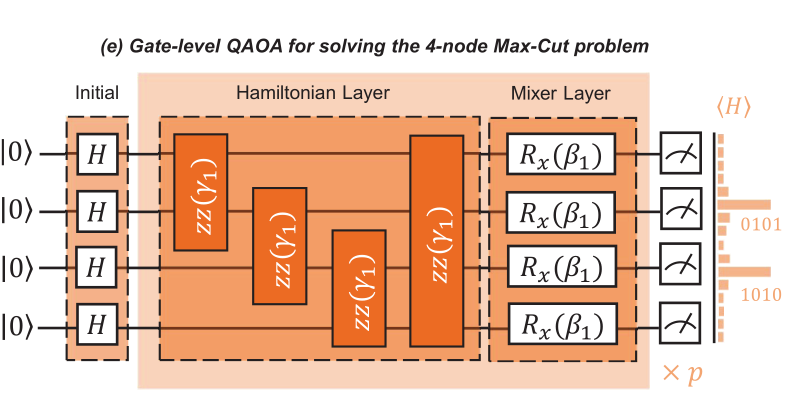 (e) Gate-level QAOA for solving the 4-node Max-Cut problem
Initial
Hamiltonian Layer
Mixer Layer
⟨H⟩
|0⟩ H zz(γ₁) Rₓ(β₁)
|0⟩ H zz(γ₁) Rₓ(β₁)
0101
|0⟩ H zz(γ₁) Rₓ(β₁)
1010
|0⟩ H zz(γ₁) Rₓ(β₁)
× p